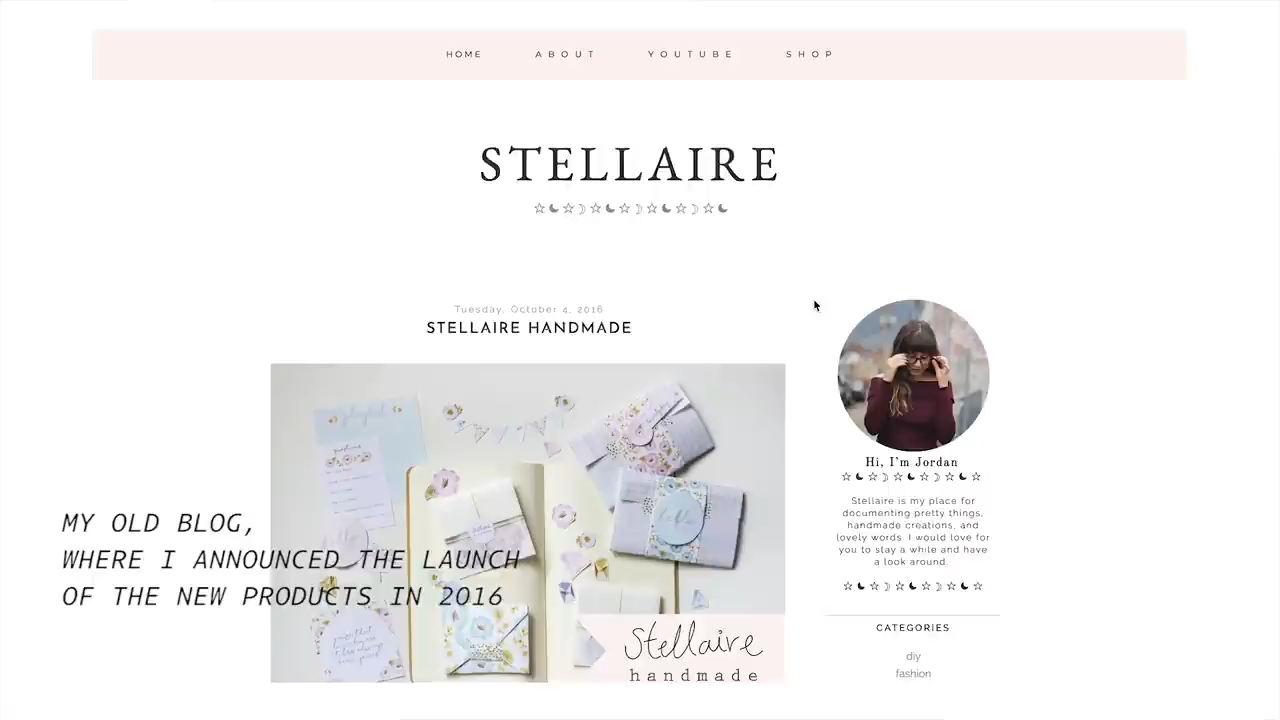 HOME ABOUT YOUTUBE SHOP
STELLAIRE
☆⏾☆☽☆⏾☆☽☆⏾☆☽☆⏾
Tuesday, October 4, 2016
STELLAIRE HANDMADE
MY OLD BLOG,
WHERE I ANNOUNCED THE LAUNCH
OF THE NEW PRODUCTS IN 2016
Stellaire
handmade
Hi, I'm Jordan
☆⏾☆☽☆⏾☆☽☆⏾☆
Stellaire is my place for
documenting pretty things,
handmade creations, and
lovely words. I would love for
you to stay a while and have
a look around.
☆⏾☆☽☆⏾☆☽☆⏾☆
CATEGORIES
diy
fashion